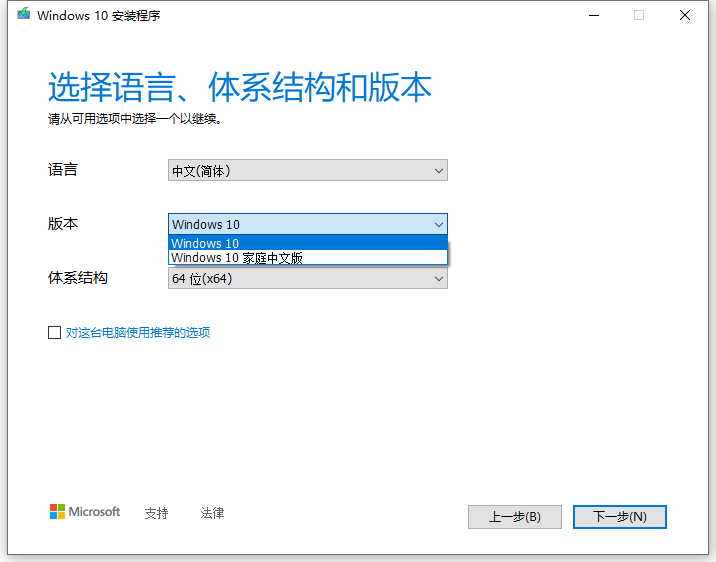 Windows 10 安装程序
选择语言、体系结构和版本
请从可用选项中选择一个以继续。
语言
中文(简体)
版本
Windows 10
Windows 10
Windows 10 家庭中文版
体系结构
64 位(x64)
对这台电脑使用推荐的选项
Microsoft 支持 法律
上一步(B) 下一步(N)